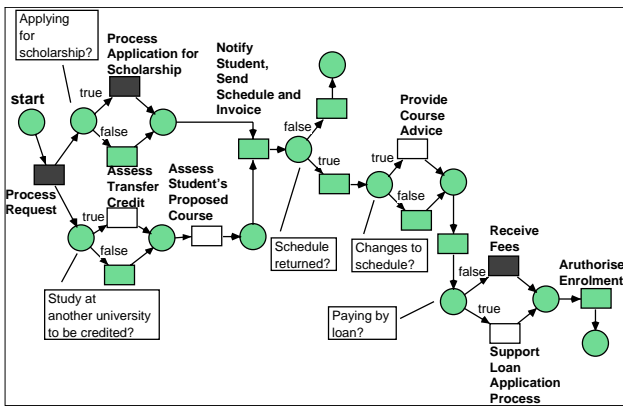 Applying
for
scholarship?
Process
Application for
Scholarship
Notify
Student,
Send
Schedule and
Invoice
start
true
false
Process
Request
Assess
Transfer
Credit
Assess
Student's
Proposed
Course
true
false
Study at
another university
to be credited?
false
true
Schedule
returned?
Provide
Course
Advice
true
false
Changes to
schedule?
Receive
Fees
false
true
Paying by
loan?
Support
Loan
Application
Process
Aruthorise
Enrolment